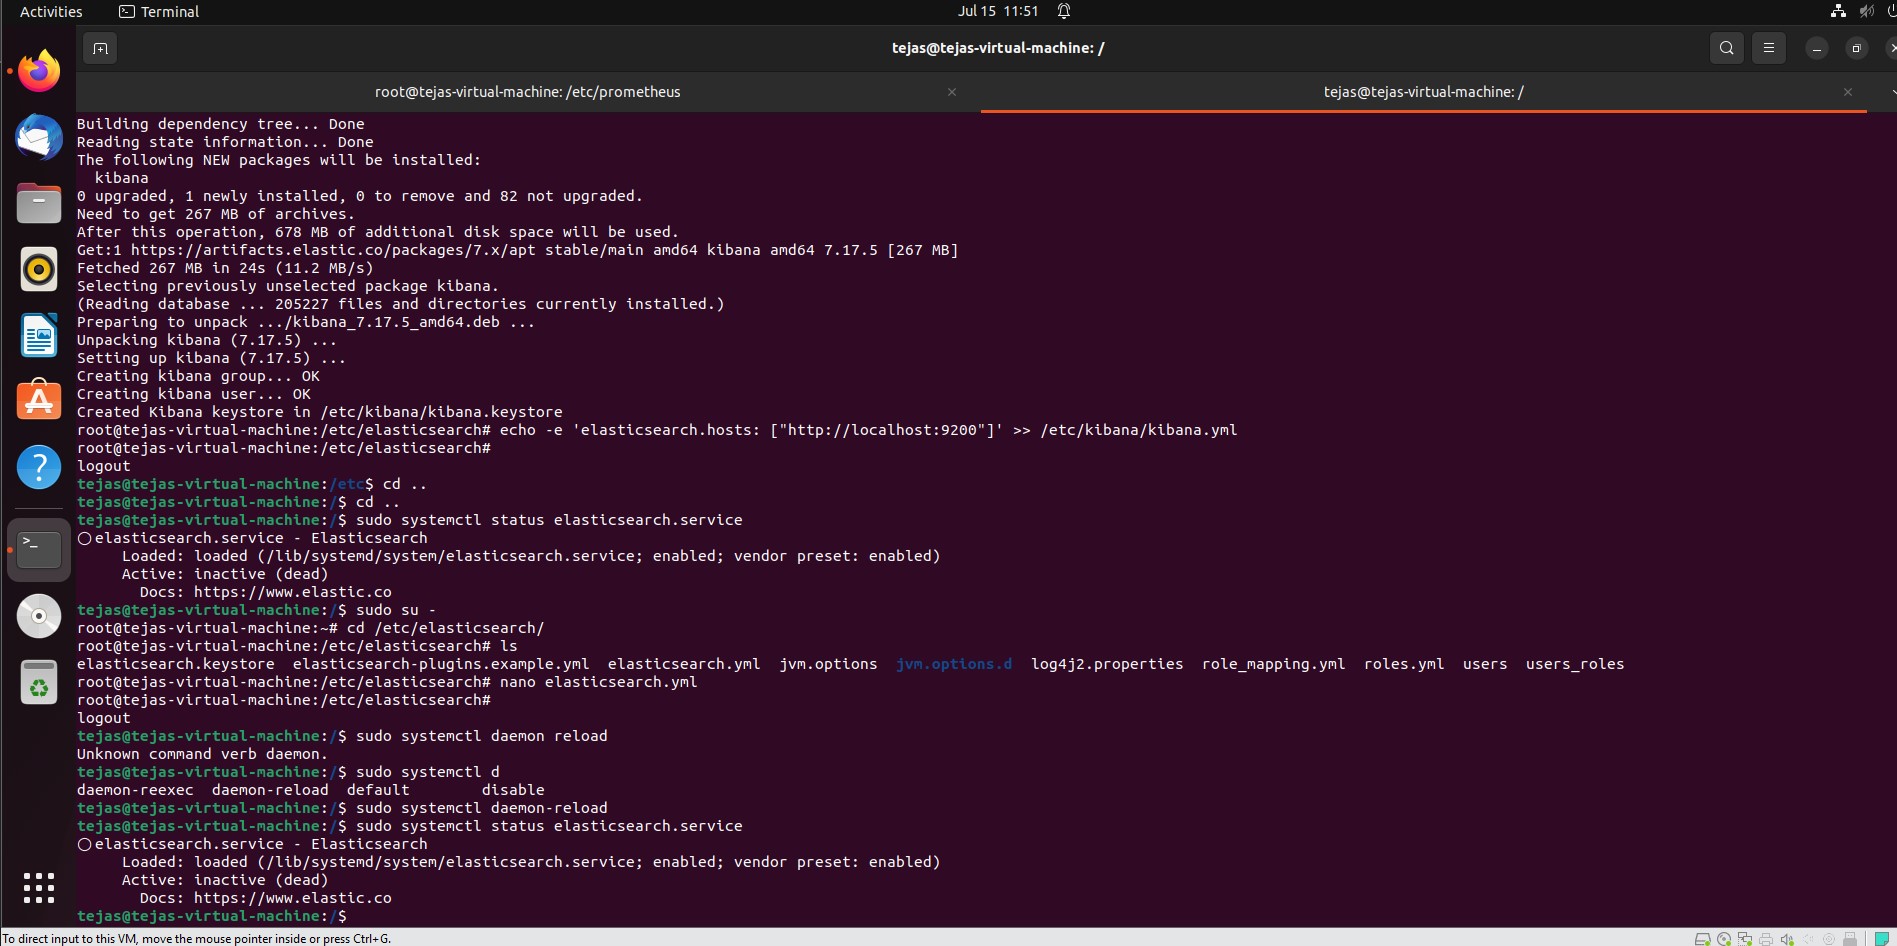 Activities
Terminal
Jul 15 11:51
tejas@tejas-virtual-machine: /
root@tejas-virtual-machine: /etc/prometheus
tejas@tejas-virtual-machine: /
Building dependency tree... Done
Reading state information... Done
The following NEW packages will be installed:
kibana
0 upgraded, 1 newly installed, 0 to remove and 82 not upgraded.
Need to get 267 MB of archives.
After this operation, 678 MB of additional disk space will be used.
Get:1 https://artifacts.elastic.co/packages/7.x/apt stable/main amd64 kibana amd64 7.17.5 [267 MB]
Fetched 267 MB in 24s (11.2 MB/s)
Selecting previously unselected package kibana.
(Reading database ... 205227 files and directories currently installed.)
Preparing to unpack .../kibana_7.17.5_amd64.deb ...
Unpacking kibana (7.17.5) ...
Setting up kibana (7.17.5) ...
Creating kibana group... OK
Creating kibana user... OK
Created Kibana keystore in /etc/kibana/kibana.keystore
root@tejas-virtual-machine:/etc/elasticsearch# echo -e 'elasticsearch.hosts: ["http://localhost:9200"]' >> /etc/kibana/kibana.yml
root@tejas-virtual-machine:/etc/elasticsearch#
logout
tejas@tejas-virtual-machine:/etc$ cd ..
tejas@tejas-virtual-machine:/$ cd ..
tejas@tejas-virtual-machine:/$ sudo systemctl status elasticsearch.service
○ elasticsearch.service - Elasticsearch
Loaded: loaded (/lib/systemd/system/elasticsearch.service; enabled; vendor preset: enabled)
Active: inactive (dead)
Docs: https://www.elastic.co
tejas@tejas-virtual-machine:/$ sudo su -
root@tejas-virtual-machine:~# cd /etc/elasticsearch/
root@tejas-virtual-machine:/etc/elasticsearch# ls
elasticsearch.keystore elasticsearch-plugins.example.yml elasticsearch.yml jvm.options jvm.options.d log4j2.properties role_mapping.yml roles.yml users users_roles
root@tejas-virtual-machine:/etc/elasticsearch# nano elasticsearch.yml
root@tejas-virtual-machine:/etc/elasticsearch#
logout
tejas@tejas-virtual-machine:/$ sudo systemctl daemon reload
Unknown command verb daemon.
tejas@tejas-virtual-machine:/$ sudo systemctl d
daemon-reexec daemon-reload default disable
tejas@tejas-virtual-machine:/$ sudo systemctl daemon-reload
tejas@tejas-virtual-machine:/$ sudo systemctl status elasticsearch.service
○ elasticsearch.service - Elasticsearch
Loaded: loaded (/lib/systemd/system/elasticsearch.service; enabled; vendor preset: enabled)
Active: inactive (dead)
Docs: https://www.elastic.co
tejas@tejas-virtual-machine:/$
To direct input to this VM, move the mouse pointer inside or press Ctrl+G.